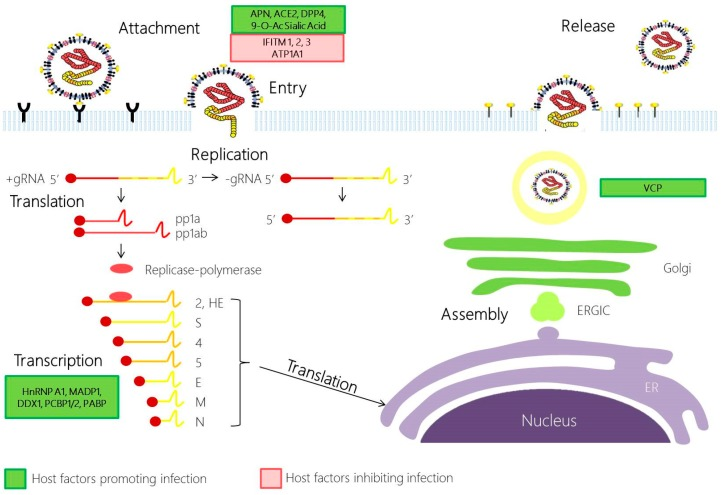 Attachment
APN, ACE2, DPP4,
9-O-Ac Sialic Acid
IFITM 1, 2, 3
ATP1A1
Release
Entry
Replication
+gRNA 5′ 3′ -gRNA 5′ 3′
Translation
5′ 3′
pp1a
pp1ab
VCP
Replicase-polymerase
Golgi
2, HE
S
4
5
E
M
N
Assembly
ERGIC
Transcription
HnRNP A1, MADP1,
DDX1, PCBP1/2, PABP
Translation
ER
Nucleus
Host factors promoting infection
Host factors inhibiting infection